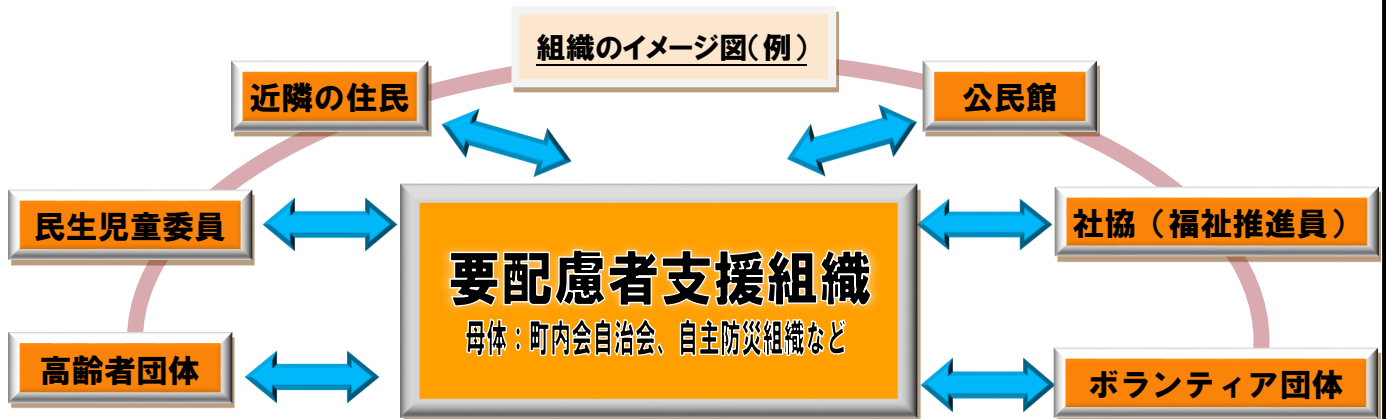 組織のイメージ図(例)
近隣の住民
公民館
民生児童委員
社協（福祉推進員）
要配慮者支援組織
母体：町内会自治会、自主防災組織など
高齢者団体
ボランティア団体